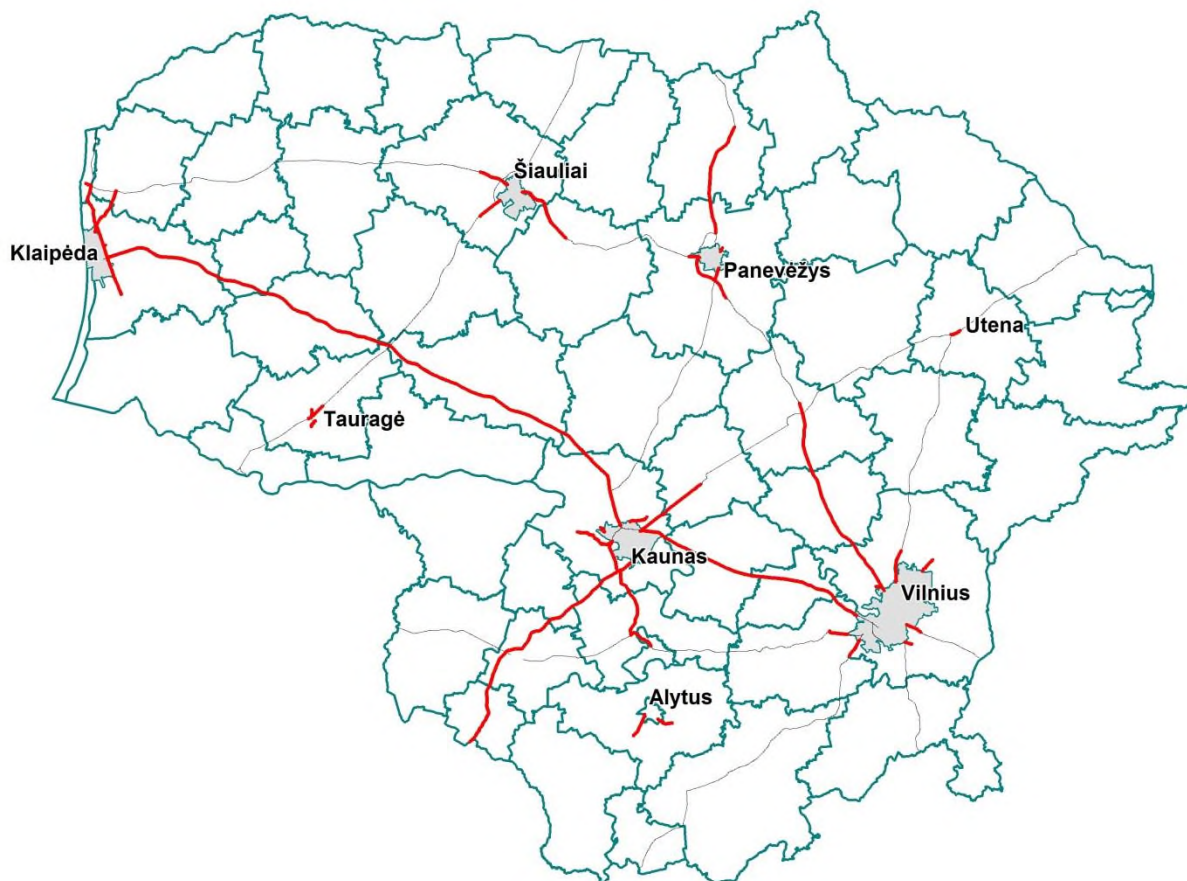 Šiauliai
Klaipėda
Panevėžys
Utena
Tauragė
Kaunas
Vilnius
Alytus